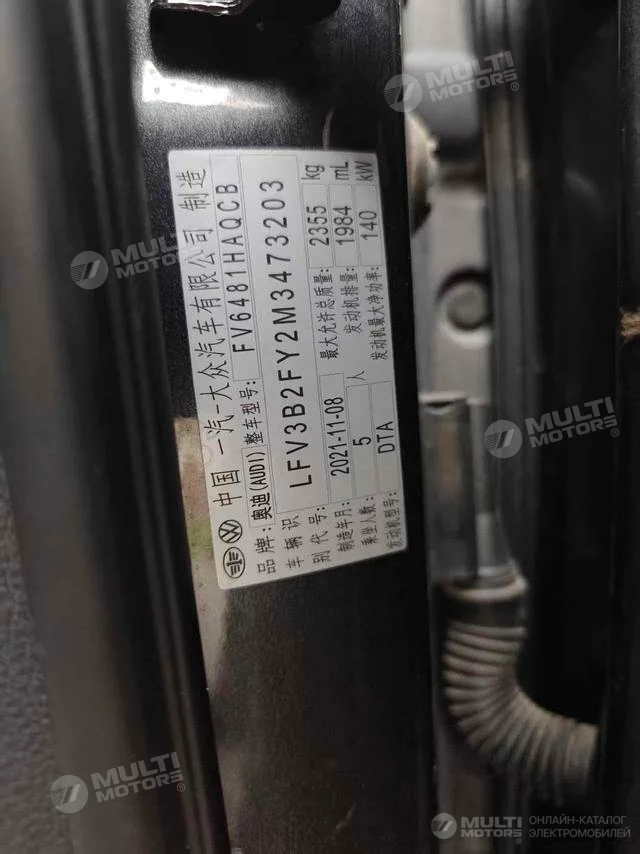 中国 一汽-大众汽车有限公司 制造
品牌: 奥迪(AUDI) 整车型号: FV6481HAQCB
车辆识别代号: LFV3B2FY2M3473203
制造年月: 2021-11-08 最大允许总质量: 2355 kg
乘坐人数: 5 人 发动机排量: 1984 mL
发动机型号: DTA 发动机最大净功率: 140 kW
MULTI MOTORS®
MULTI MOTORS®
MULTI MOTORS®
MULTI MOTORS®
MULTI MOTORS® ОНЛАЙН-КАТАЛОГ
ЭЛЕКТРОМОБИЛЕЙ